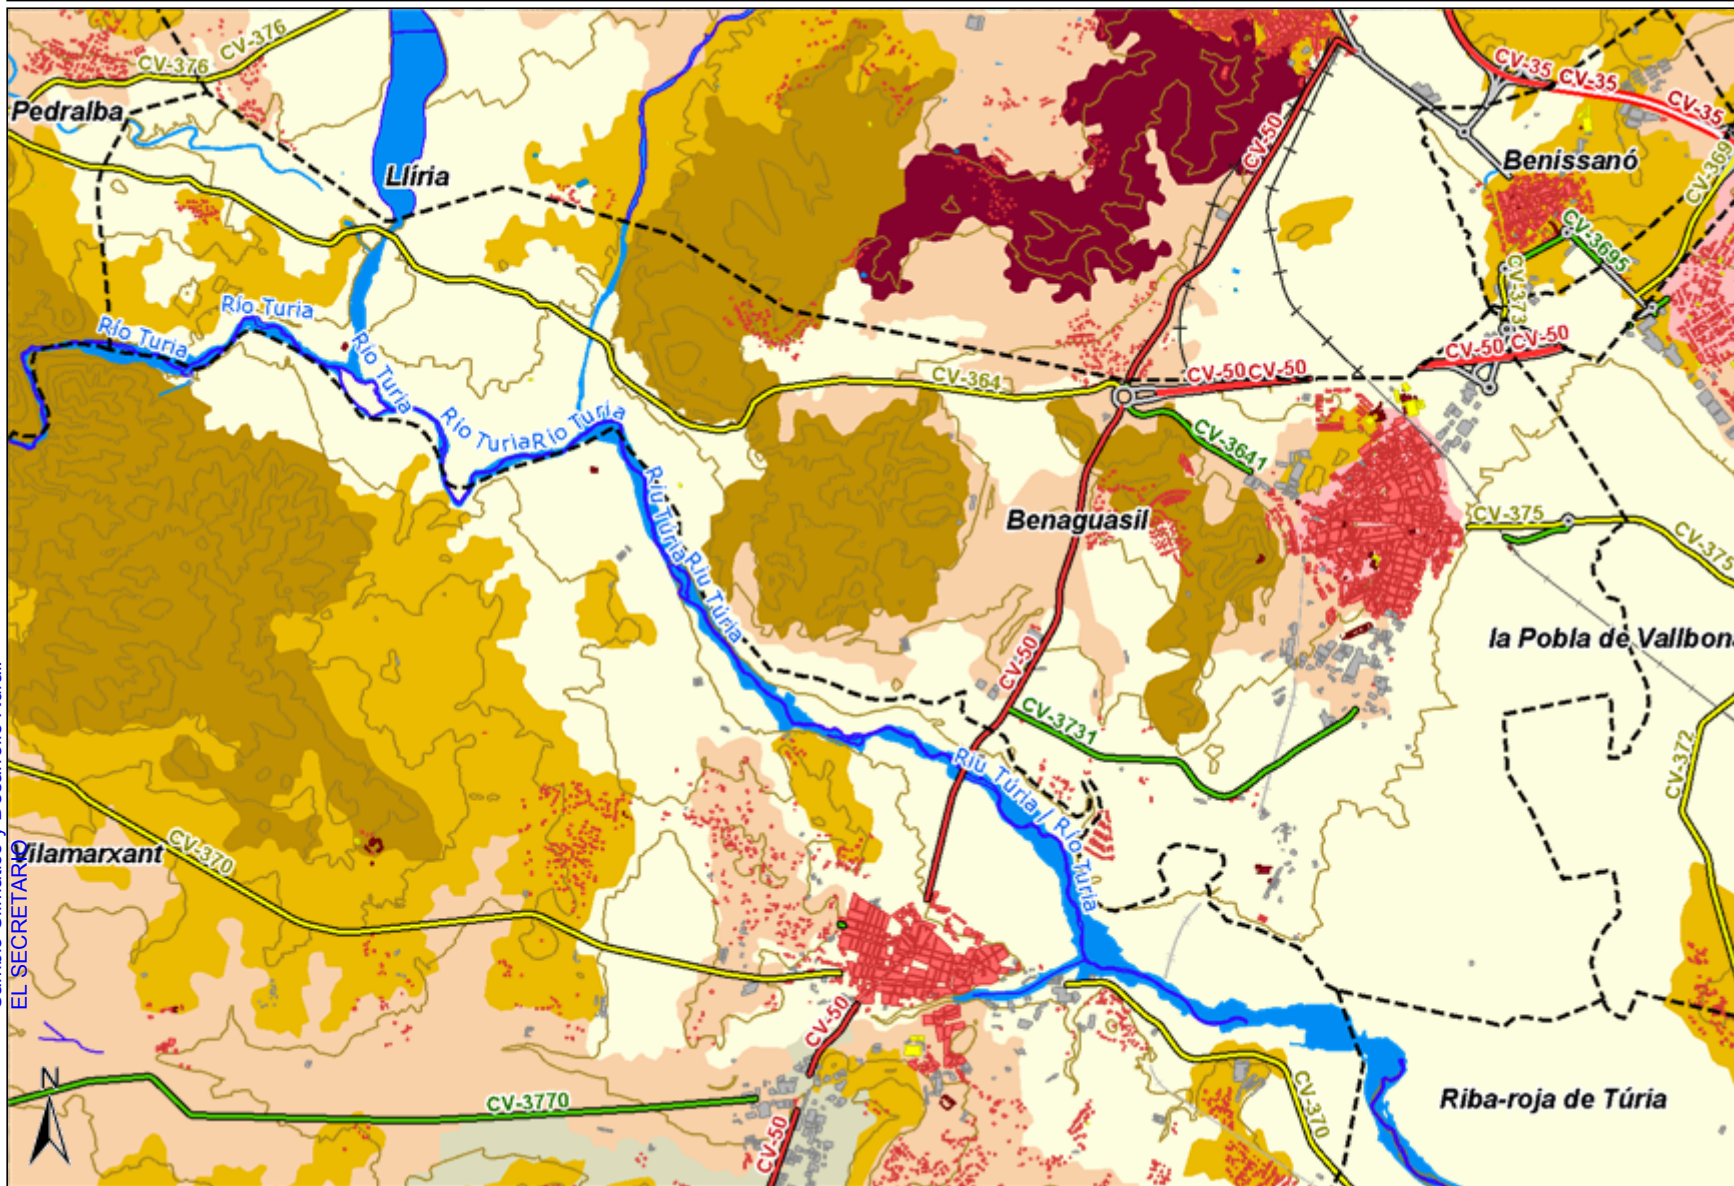 CV-376
CV-376
CV-35
CV-35
CV-35
Pedralba
CV-50
CV-369
Llíria
Benissanó
CV-3695
CV-373
Río Turia
Río Turia
Río Turia
CV-50
CV-50
CV-50
CV-50
CV-364
Río Turia
Río Turia
CV-3641
Riu Túria
Benaguasil
CV-375
CV-375
Riu Túria
la Pobla de Vallbona
CV-50
CV-3731
Riu Túria / Río Turia
CV-372
CV-370
Vilamarxant
EL SECRETARIO
CV-50
N
CV-3770
CV-370
Riba-roja de Túria
CV-50